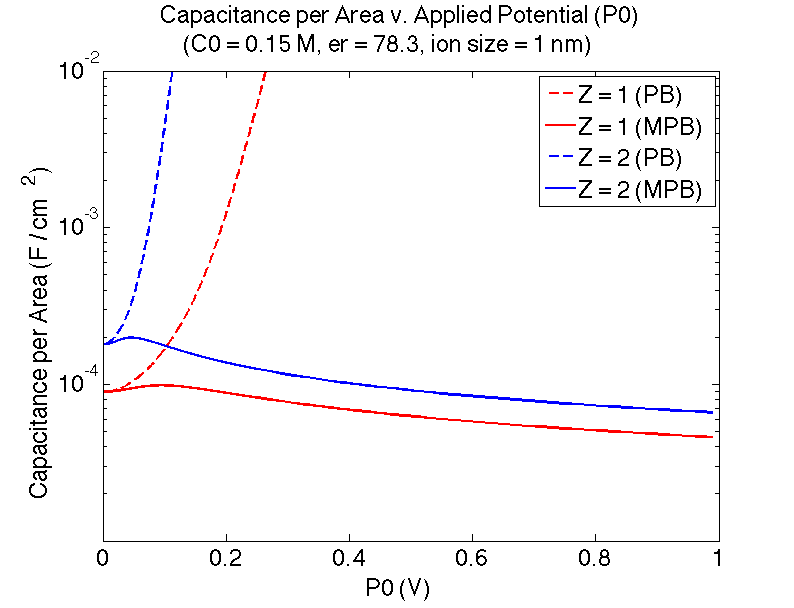 Capacitance per Area v. Applied Potential (P0)
(C0 = 0.15 M, er = 78.3, ion size = 1 nm)
Capacitance per Area (F / cm ²)
10⁻²
10⁻³
10⁻⁴
Z = 1 (PB)
Z = 1 (MPB)
Z = 2 (PB)
Z = 2 (MPB)
0 0.2 0.4 0.6 0.8 1
P0 (V)